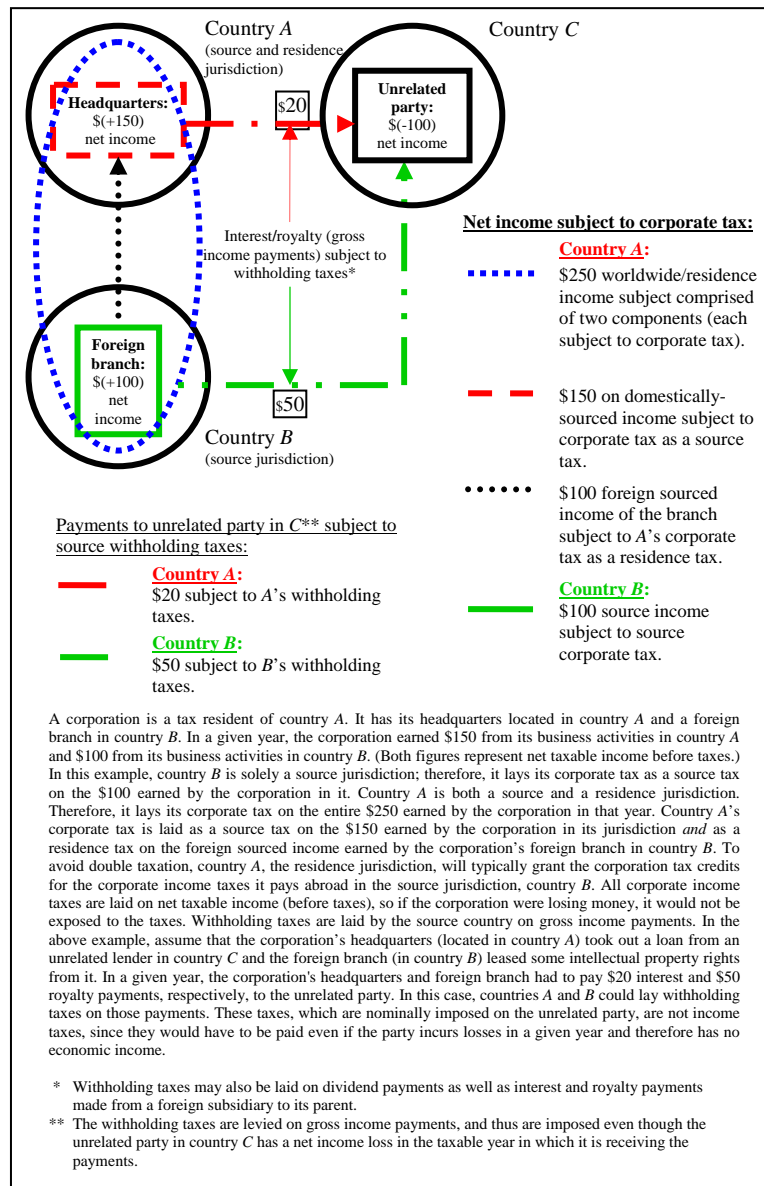 Country A
(source and residence
jurisdiction)
Country C
Headquarters:
$(+150)
net income
$20
Unrelated
party:
$(-100)
net income
Interest/royalty (gross
income payments) subject to
withholding taxes*
Foreign
branch:
$(+100)
net
income
$50
Country B
(source jurisdiction)
Net income subject to corporate tax:
Country A:
$250 worldwide/residence
income subject comprised
of two components (each
subject to corporate tax).
$150 on domestically-
sourced income subject to
corporate tax as a source
tax.
$100 foreign sourced
income of the branch
subject to A’s corporate
tax as a residence tax.
Country B:
$100 source income
subject to source
corporate tax.
Payments to unrelated party in C** subject to
source withholding taxes:
Country A:
$20 subject to A’s withholding
taxes.
Country B:
$50 subject to B’s withholding
taxes.
A corporation is a tax resident of country A. It has its headquarters located in country A and a foreign
branch in country B. In a given year, the corporation earned $150 from its business activities in country A
and $100 from its business activities in country B. (Both figures represent net taxable income before taxes.)
In this example, country B is solely a source jurisdiction; therefore, it lays its corporate tax as a source tax
on the $100 earned by the corporation in it. Country A is both a source and a residence jurisdiction.
Therefore, it lays its corporate tax on the entire $250 earned by the corporation in that year. Country A’s
corporate tax is laid as a source tax on the $150 earned by the corporation in its jurisdiction and as a
residence tax on the foreign sourced income earned by the corporation’s foreign branch in country B. To
avoid double taxation, country A, the residence jurisdiction, will typically grant the corporation tax credits
for the corporate income taxes it pays abroad in the source jurisdiction, country B. All corporate income
taxes are laid on net taxable income (before taxes), so if the corporation were losing money, it would not be
exposed to the taxes. Withholding taxes are laid by the source country on gross income payments. In the
above example, assume that the corporation’s headquarters (located in country A) took out a loan from an
unrelated lender in country C and the foreign branch (in country B) leased some intellectual property rights
from it. In a given year, the corporation's headquarters and foreign branch had to pay $20 interest and $50
royalty payments, respectively, to the unrelated party. In this case, countries A and B could lay withholding
taxes on those payments. These taxes, which are nominally imposed on the unrelated party, are not income
taxes, since they would have to be paid even if the party incurs losses in a given year and therefore has no
economic income.
* Withholding taxes may also be laid on dividend payments as well as interest and royalty payments
made from a foreign subsidiary to its parent.
** The withholding taxes are levied on gross income payments, and thus are imposed even though the
unrelated party in country C has a net income loss in the taxable year in which it is receiving the
payments.